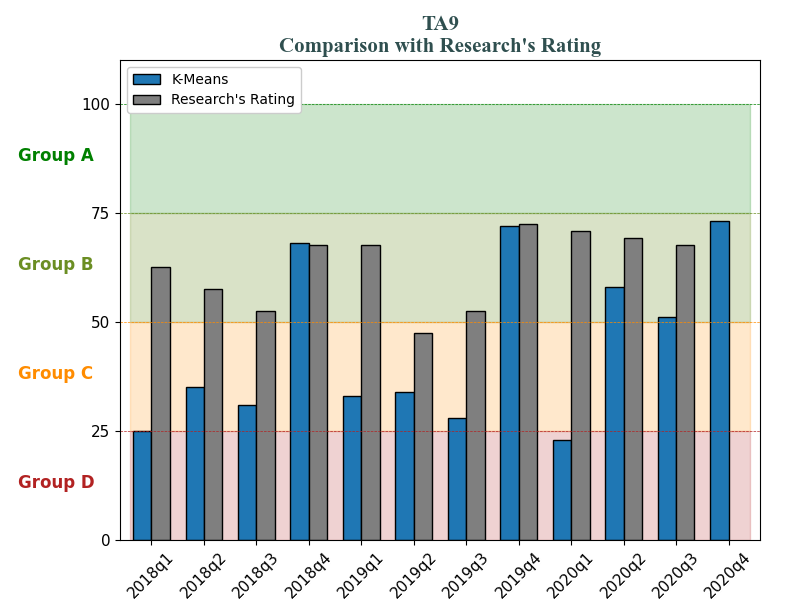 TA9
Comparison with Research's Rating
K-Means
Research's Rating
100
Group A
75
Group B
50
Group C
25
Group D
0
2018q1
2018q2
2018q3
2018q4
2019q1
2019q2
2019q3
2019q4
2020q1
2020q2
2020q3
2020q4